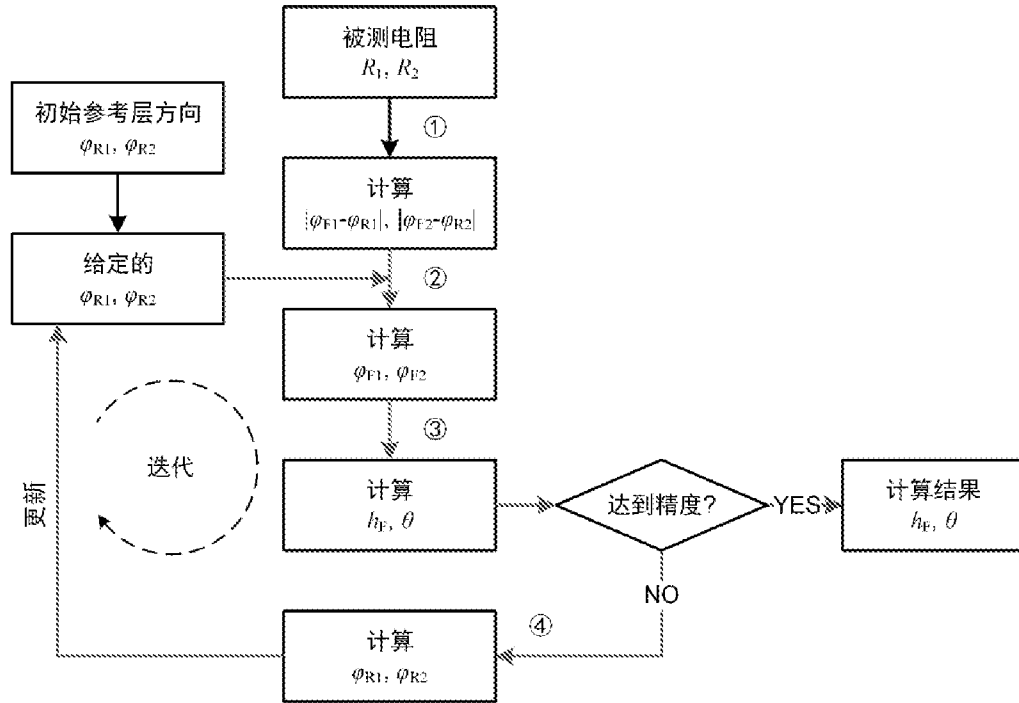 被测电阻
R1, R2
初始参考层方向
φR1, φR2
①
计算
|φF1-φR1|, |φF2-φR2|
给定的
φR1, φR2
②
计算
φF1, φF2
③
迭代
更新
计算
hF, θ
达到精度?
YES
计算结果
hF, θ
NO
④
计算
φR1, φR2